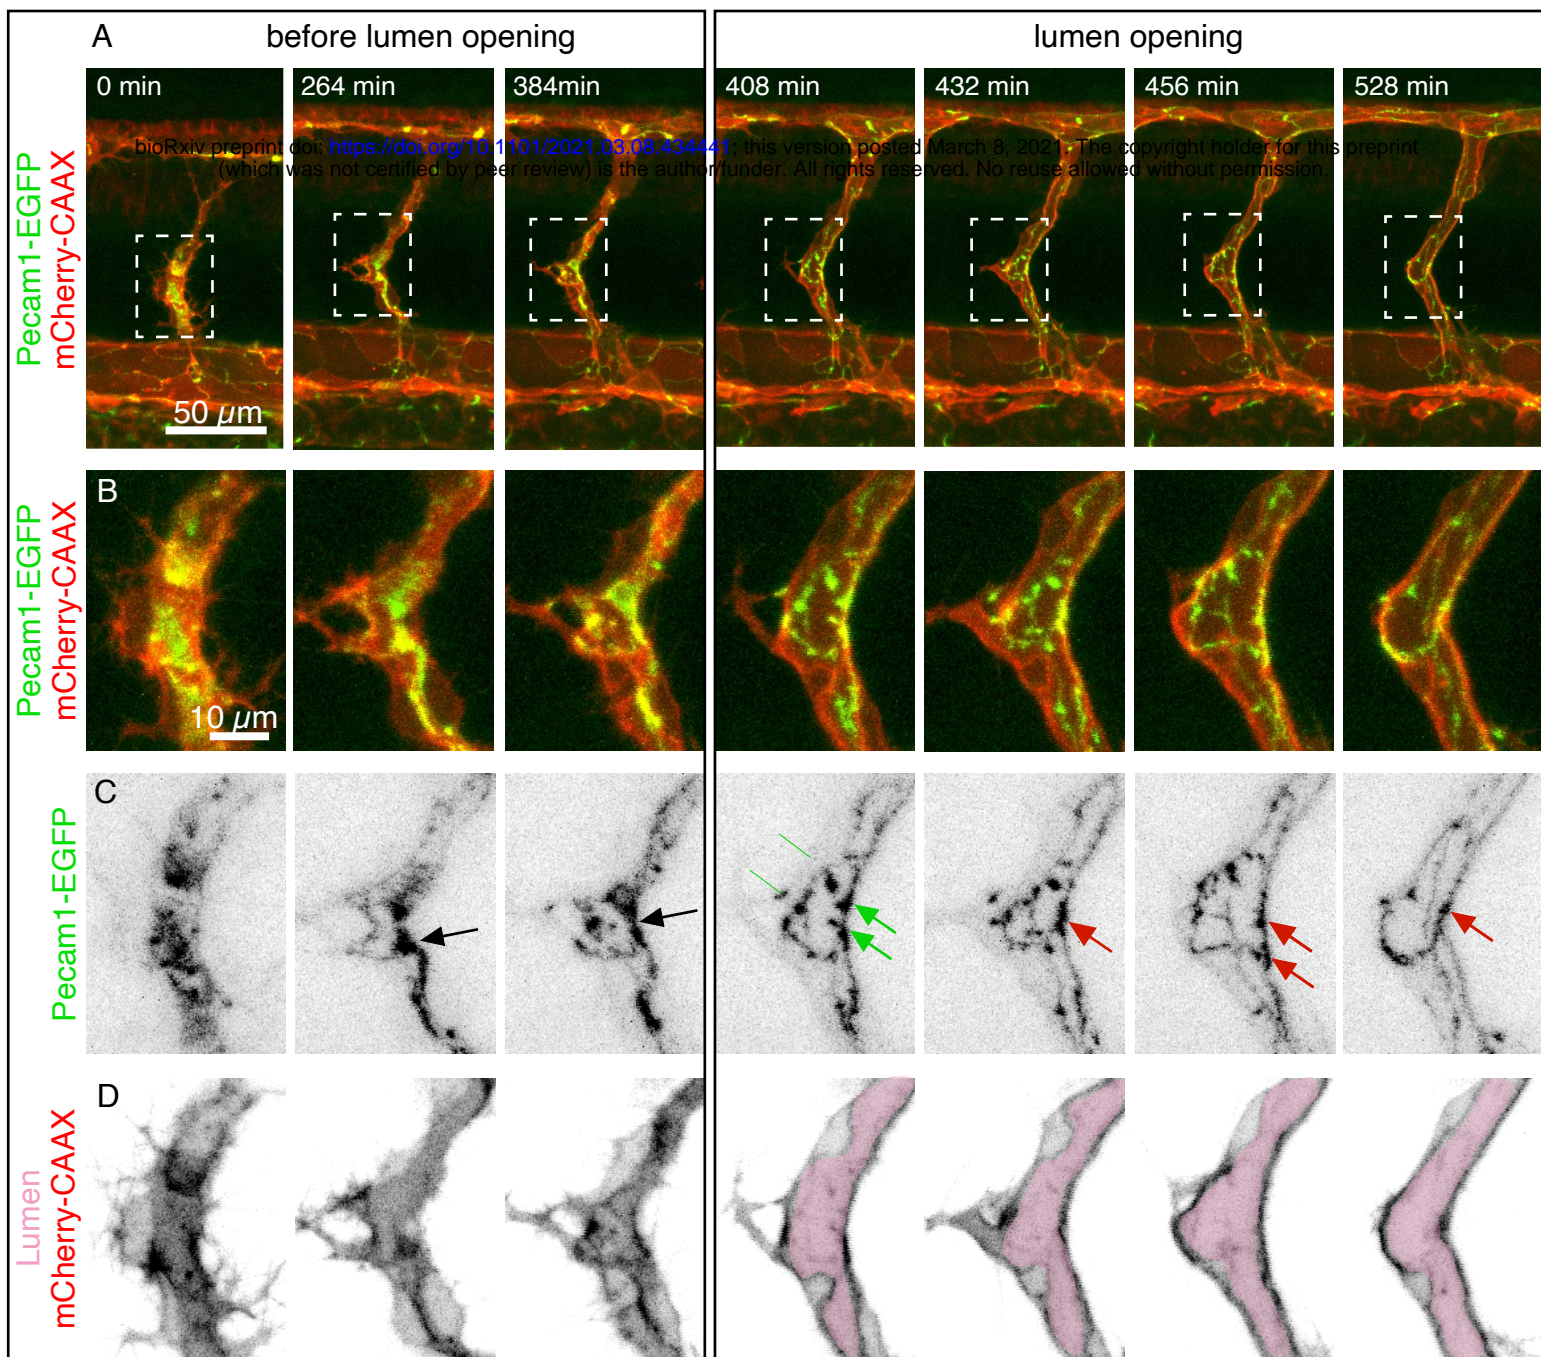 A before lumen opening lumen opening
0 min 264 min 384min 408 min 432 min 456 min 528 min
bioRxiv preprint doi: https://doi.org/10.1101/2021.03.08.434441; this version posted March 8, 2021. The copyright holder for this preprint
(which was not certified by peer review) is the author/funder. All rights reserved. No reuse allowed without permission.
Pecam1-EGFP
mCherry-CAAX
50 µm
B
Pecam1-EGFP
mCherry-CAAX
10 µm
C
Pecam1-EGFP
D
Lumen
mCherry-CAAX